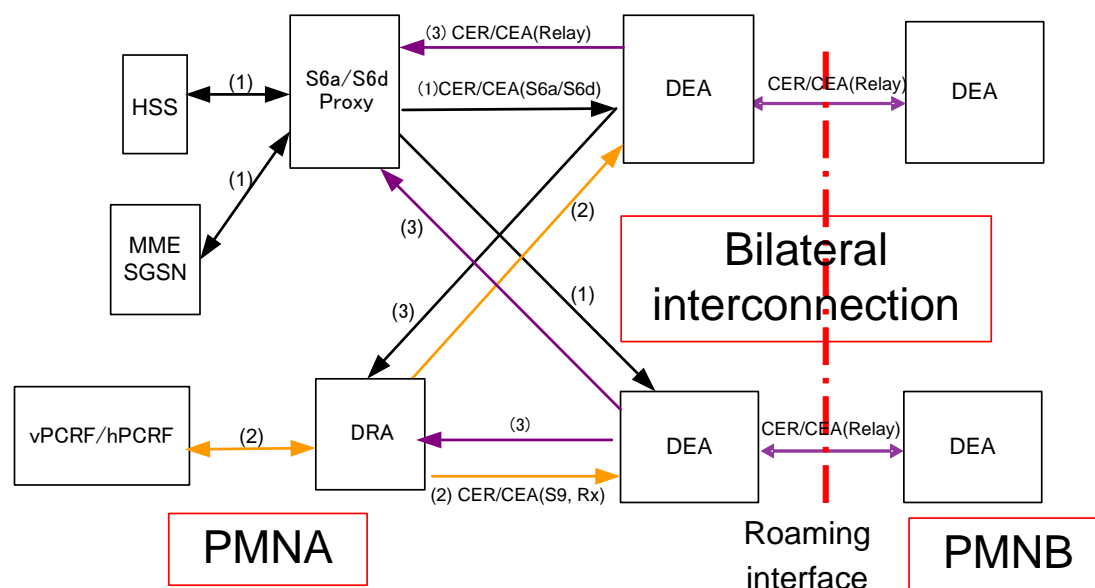 (3) CER/CEA(Relay)
(1)
S6a/S6d
Proxy
HSS
(1)CER/CEA(S6a/S6d)
DEA
CER/CEA(Relay)
DEA
(1)
MME
SGSN
(3)
(2)
Bilateral
interconnection
(3)
(1)
vPCRF/hPCRF
(2)
DRA
(3)
DEA
CER/CEA(Relay)
DEA
(2) CER/CEA(S9, Rx)
PMNA
Roaming
interface
PMNB